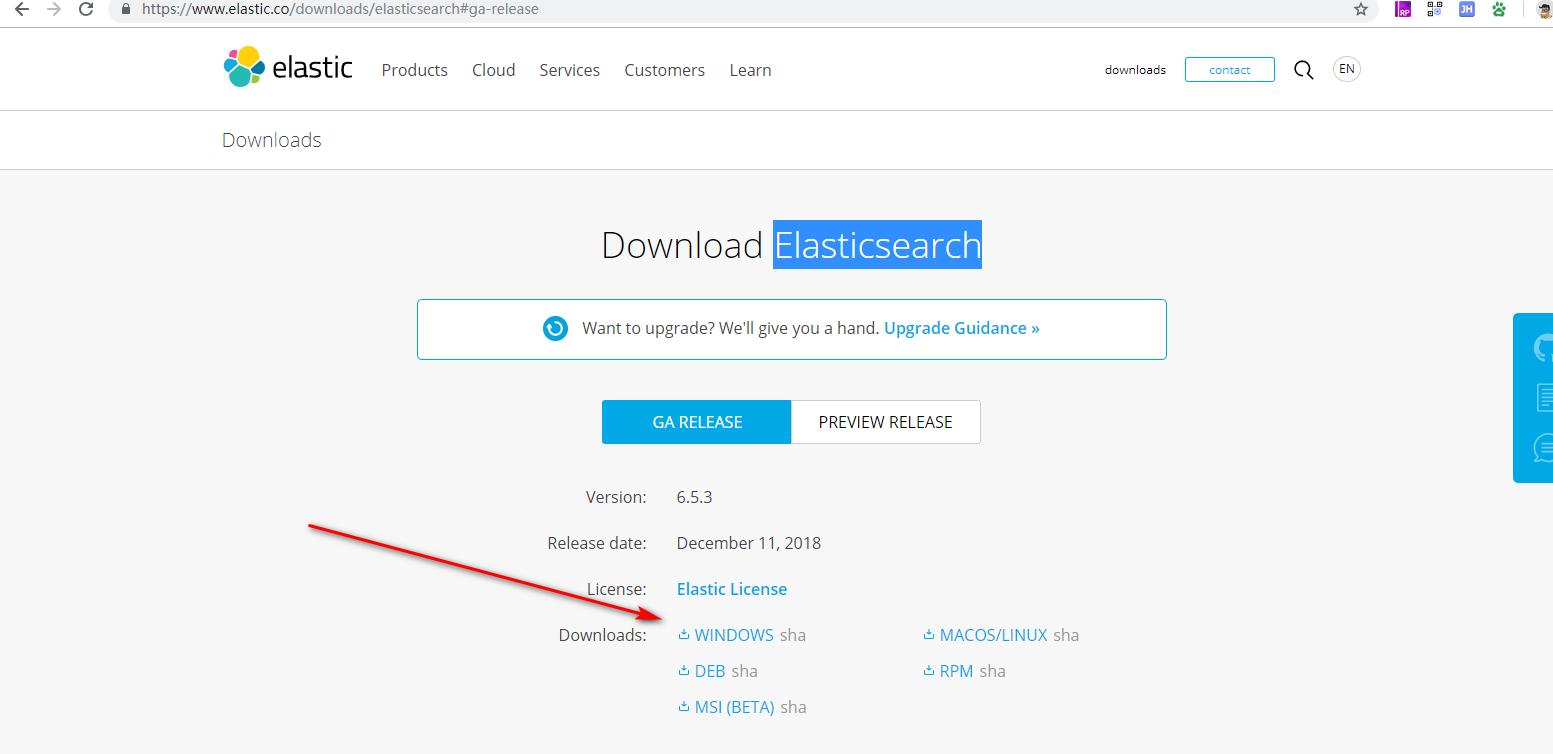 https://www.elastic.co/downloads/elasticsearch#ga-release
RP JH
elastic Products Cloud Services Customers Learn downloads contact EN
Downloads
Download Elasticsearch
Want to upgrade? We'll give you a hand. Upgrade Guidance »
GA RELEASE PREVIEW RELEASE
Version: 6.5.3
Release date: December 11, 2018
License: Elastic License
Downloads: WINDOWS sha MACOS/LINUX sha
DEB sha RPM sha
MSI (BETA) sha